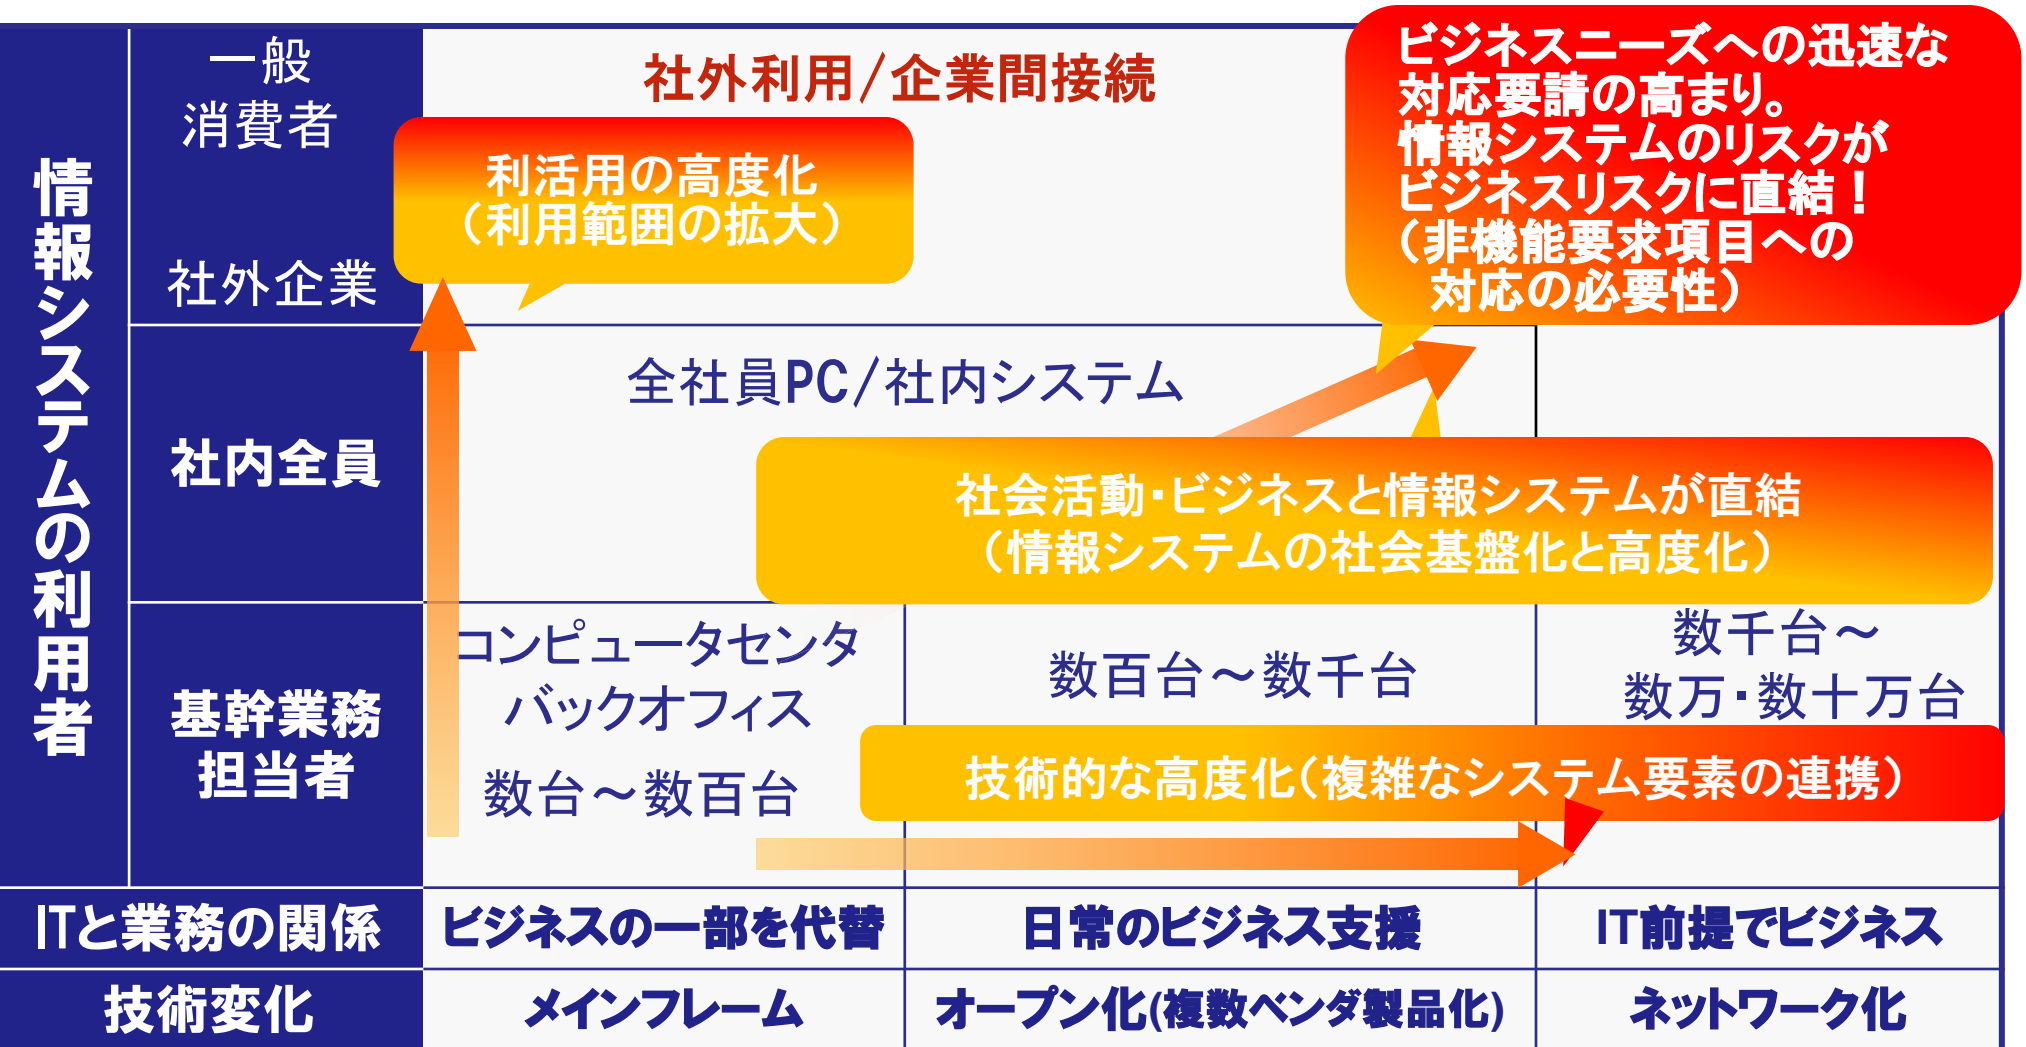 情報システムの利用者
一般
消費者
社外企業
社外利用/企業間接続
利活用の高度化
（利用範囲の拡大）
ビジネスニーズへの迅速な
対応要請の高まり。
情報システムのリスクが
ビジネスリスクに直結！
（非機能要求項目への
対応の必要性）
社内全員
全社員PC/社内システム
社会活動・ビジネスと情報システムが直結
（情報システムの社会基盤化と高度化）
基幹業務
担当者
コンピュータセンタ
バックオフィス
数台～数百台
数百台～数千台
数千台～
数万・数十万台
技術的な高度化（複雑なシステム要素の連携）
ITと業務の関係
ビジネスの一部を代替
日常のビジネス支援
IT前提でビジネス
技術変化
メインフレーム
オープン化(複数ベンダ製品化)
ネットワーク化